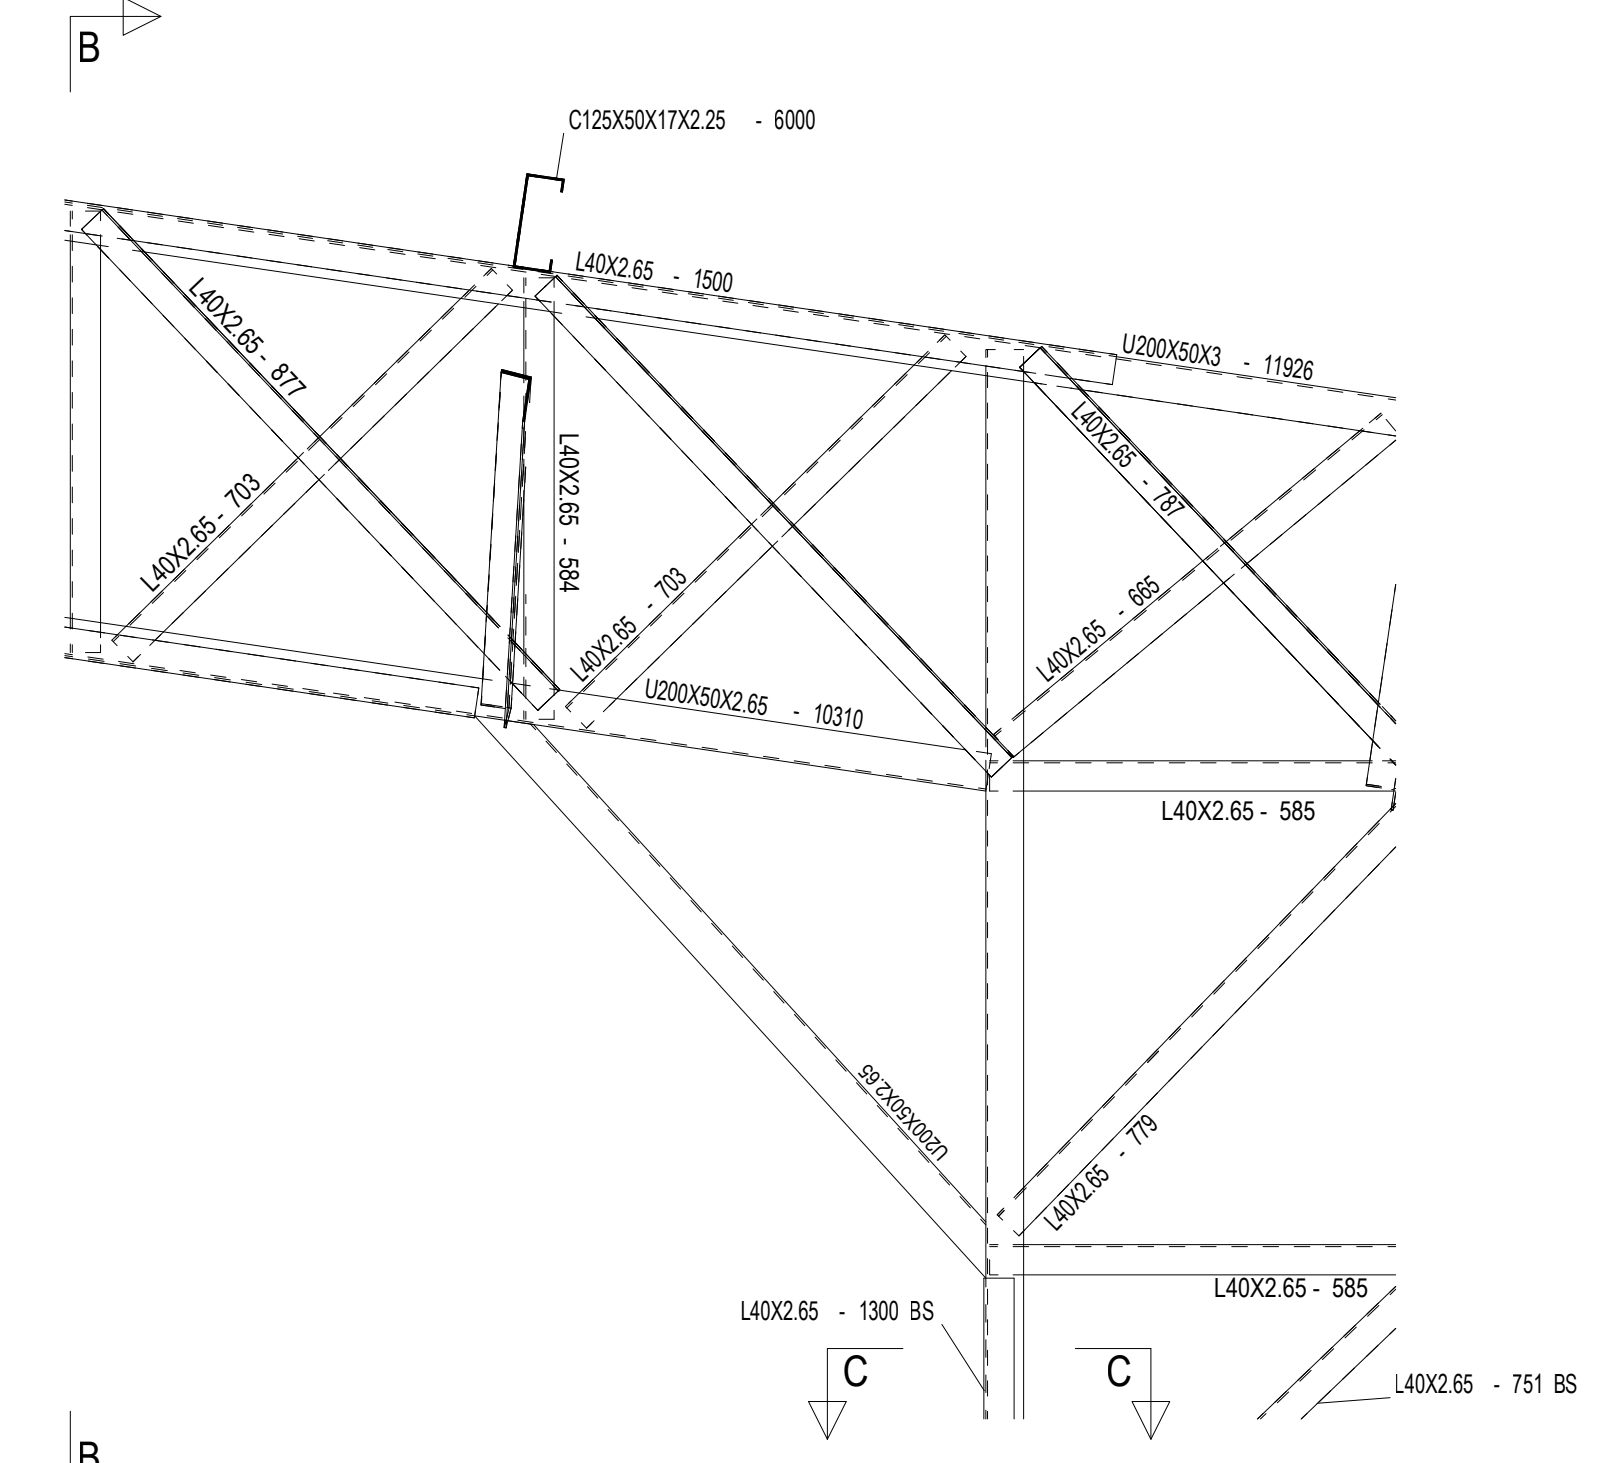 B
C125X50X17X2.25 - 6000
L40X2.65 - 1500
U200X50X3 - 11926
L40X2.65 - 877
L40X2.65 - 787
L40X2.65 - 703
L40X2.65 - 584
L40X2.65 - 703
L40X2.65 - 665
U200X50X2.65 - 10310
L40X2.65 - 585
U200X50X2.65
L40X2.65 - 779
L40X2.65 - 585
L40X2.65 - 1300 BS
C
C
L40X2.65 - 751 BS
B